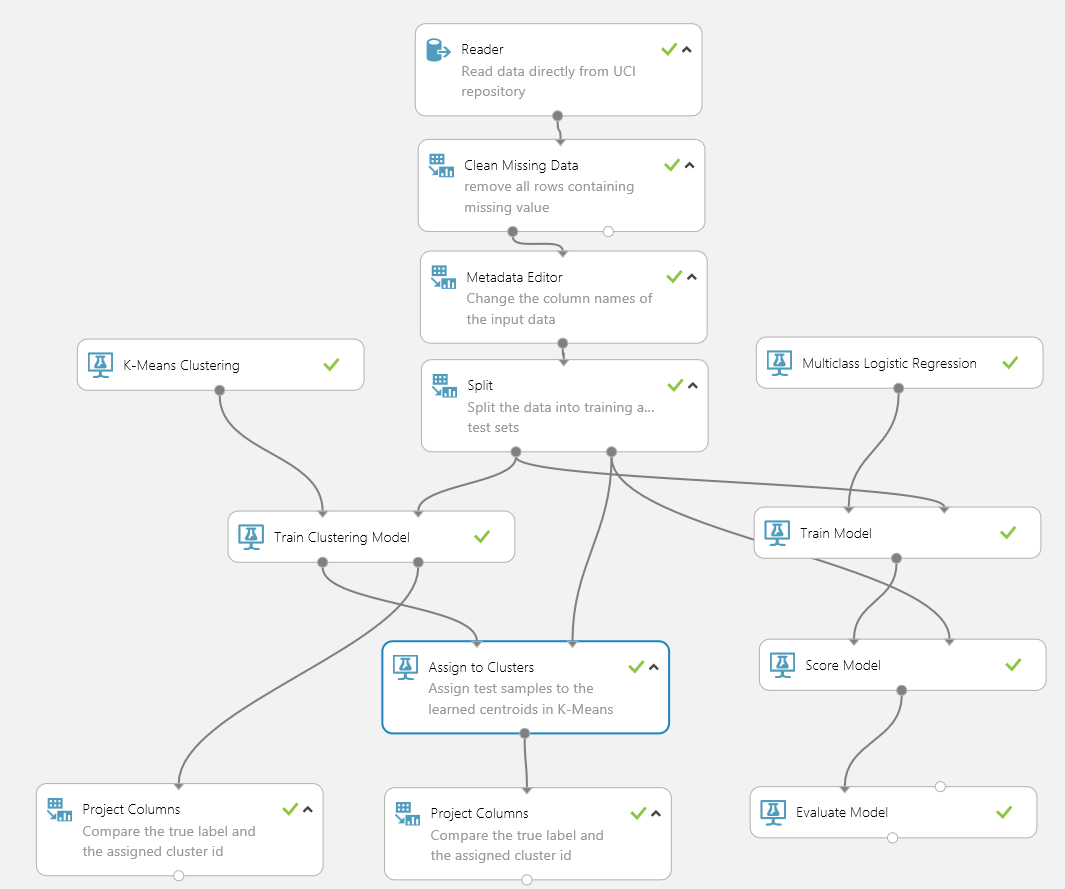 Reader
Read data directly from UCI
repository
Clean Missing Data
remove all rows containing
missing value
Metadata Editor
Change the column names of
the input data
K-Means Clustering
Multiclass Logistic Regression
Split
Split the data into training a...
test sets
Train Clustering Model
Train Model
Assign to Clusters
Assign test samples to the
learned centroids in K-Means
Score Model
Project Columns
Compare the true label and
the assigned cluster id
Project Columns
Compare the true label and
the assigned cluster id
Evaluate Model